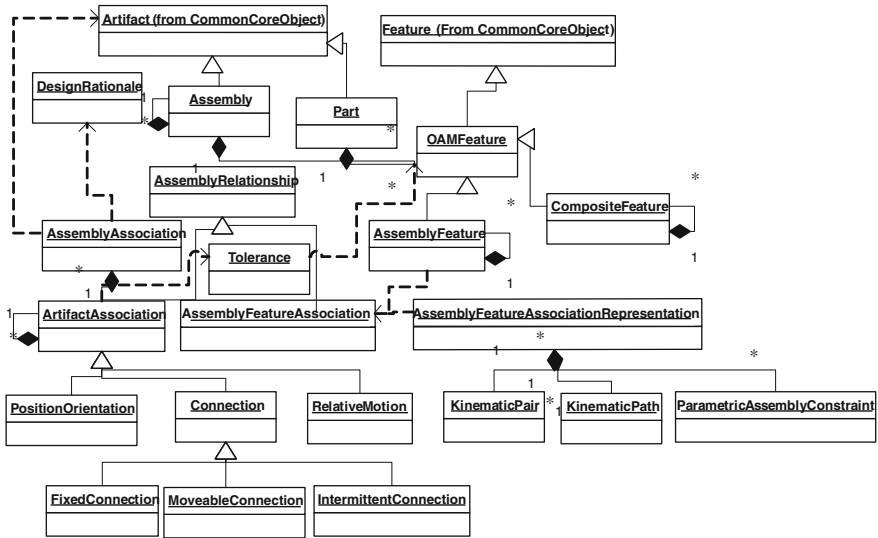 Artifact (from CommonCoreObject)
Feature (From CommonCoreObject)
DesignRationale
1
Assembly
*
Part
*
OAMFeature
1
1
*
AssemblyRelationship
*
*
CompositeFeature
AssemblyAssociation
Tolerance
AssemblyFeature
1
*
1
1
1
ArtifactAssociation
*
AssemblyFeatureAssociation
AssemblyFeatureAssociationRepresentation
*
1
*
1
PositionOrientation
Connection
RelativeMotion
KinematicPair
*
1
KinematicPath
ParametricAssemblyConstraint
FixedConnection
MoveableConnection
IntermittentConnection